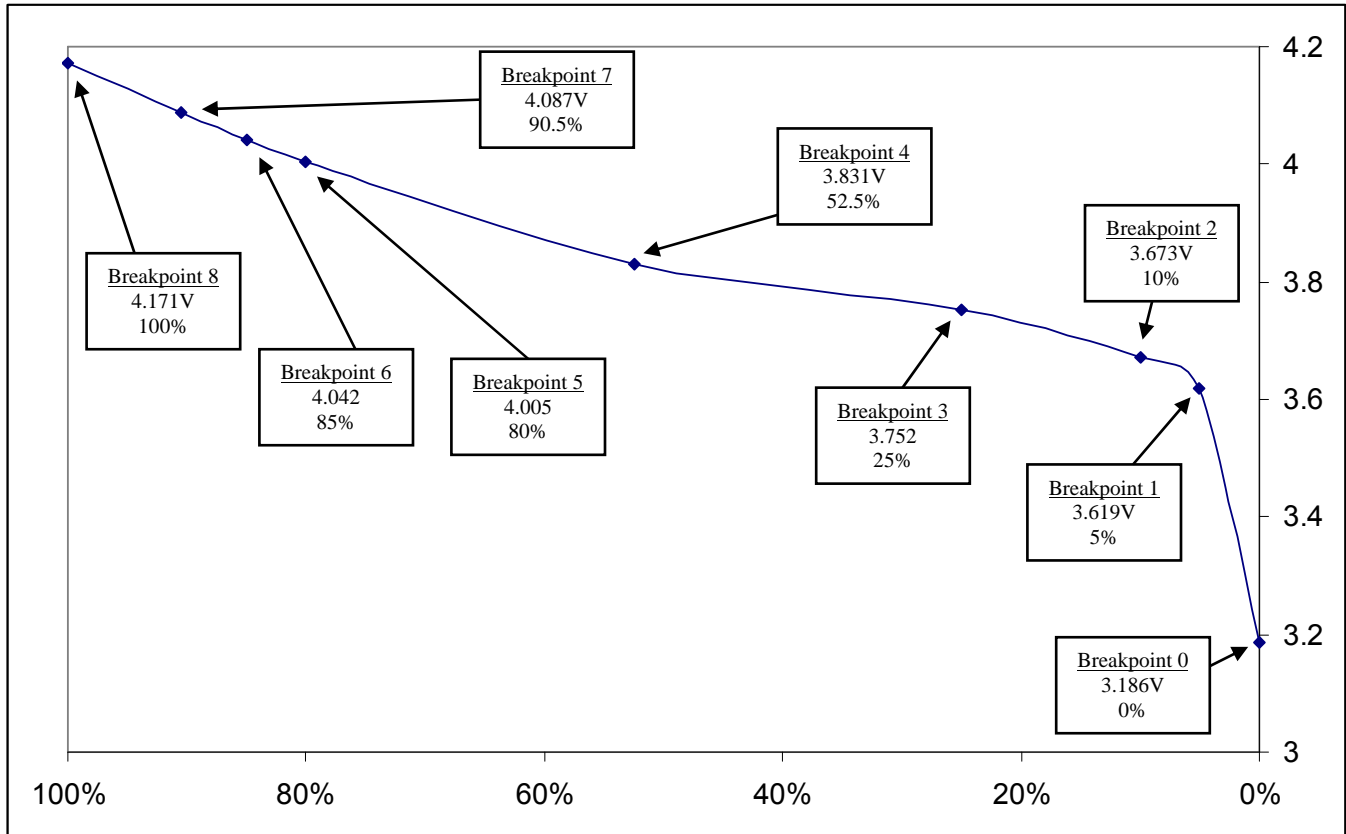 4.2
Breakpoint 7
4.087V
90.5%
Breakpoint 4
3.831V
52.5%
4
Breakpoint 2
3.673V
10%
Breakpoint 8
4.171V
100%
3.8
Breakpoint 6
4.042
85%
Breakpoint 5
4.005
80%
Breakpoint 3
3.752
25%
3.6
Breakpoint 1
3.619V
5%
3.4
3.2
Breakpoint 0
3.186V
0%
3
100%
80%
60%
40%
20%
0%